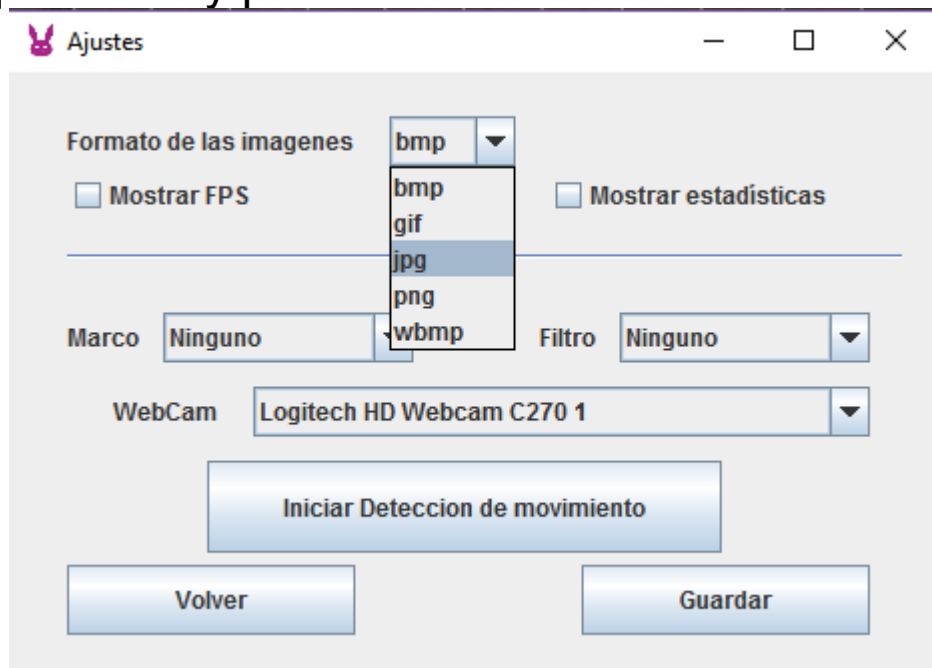 Ajustes
Formato de las imagenes bmp
bmp
Mostrar FPS
Mostrar estadísticas
gif
jpg
png
wbmp
Marco Ninguno
Filtro Ninguno
WebCam Logitech HD Webcam C270 1
Iniciar Deteccion de movimiento
Volver
Guardar